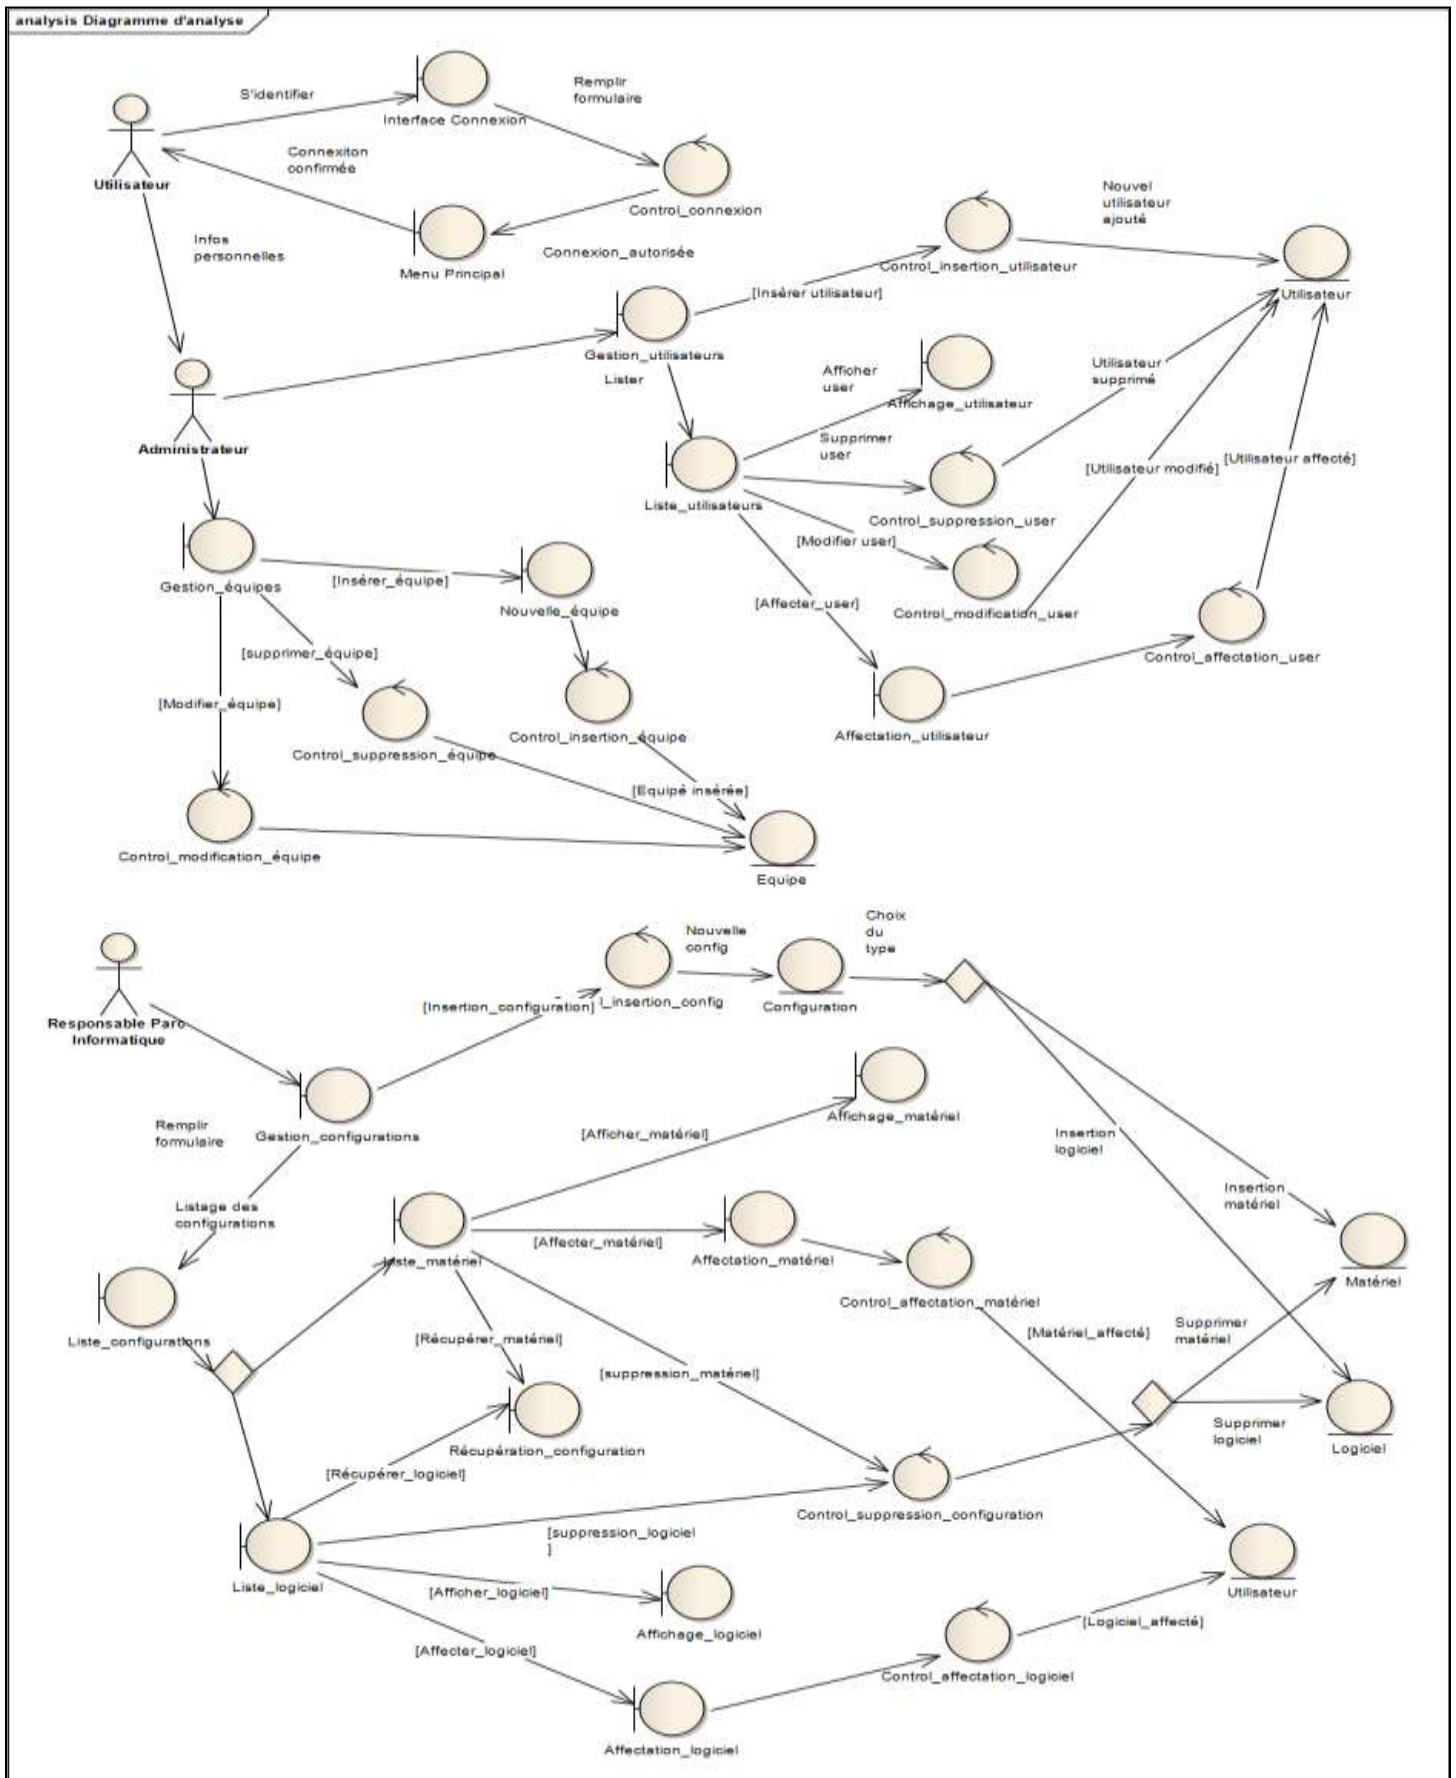 analysis Diagramme d'analyse
S'identifier
Interface Connexion
Remplir
formulaire
Connexiton
confirmée
Utilisateur
Control_connexion
Nouvel
utilisateur
ajouté
Infos
personnelles
Menu Principal
Connexion_autorisée
Control_insertion_utilisateur
[Insérer utilisateur]
Utilisateur
Gestion_utilisateurs
Lister
Afficher
user
Utilisateur
supprimé
Affichage_utilisateur
Administrateur
Supprimer
user
[Utilisateur modifié]
[Utilisateur affecté]
Liste_utilisateurs
Control_suppression_user
[Modifier user]
Gestion_équipes
[Insérer_équipe]
Nouvelle_équipe
[Affecter_user]
Control_modification_user
[supprimer_équipe]
Control_affectation_user
[Modifier_équipe]
Control_suppression_équipe
Control_insertion_équipe
Affectation_utilisateur
[Equipé insérée]
Control_modification_équipe
Equipe
Nouvelle
config
Choix
du
type
[Insertion_configuration]
l_insertion_config
Configuration
Responsable Parc
Informatique
Remplir
formulaire
Gestion_configurations
[Afficher_matériel]
Affichage_matériel
Insertion
logiciel
Listage des
configurations
Insertion
matériel
Liste_matériel
[Affecter_matériel]
Affectation_matériel
Matériel
Control_affectation_matériel
Liste_configurations
[Récupérer_matériel]
[Matériel_affecté]
Supprimer
matériel
[suppression_matériel]
Récupération_configuration
Supprimer
logiciel
Logiciel
[Récupérer_logiciel]
Control_suppression_configuration
[suppression_logiciel
]
Liste_logiciel
[Afficher_logiciel]
Utilisateur
Affichage_logiciel
[Logiciel_affecté]
[Affecter_logiciel]
Control_affectation_logiciel
Affectation_logiciel